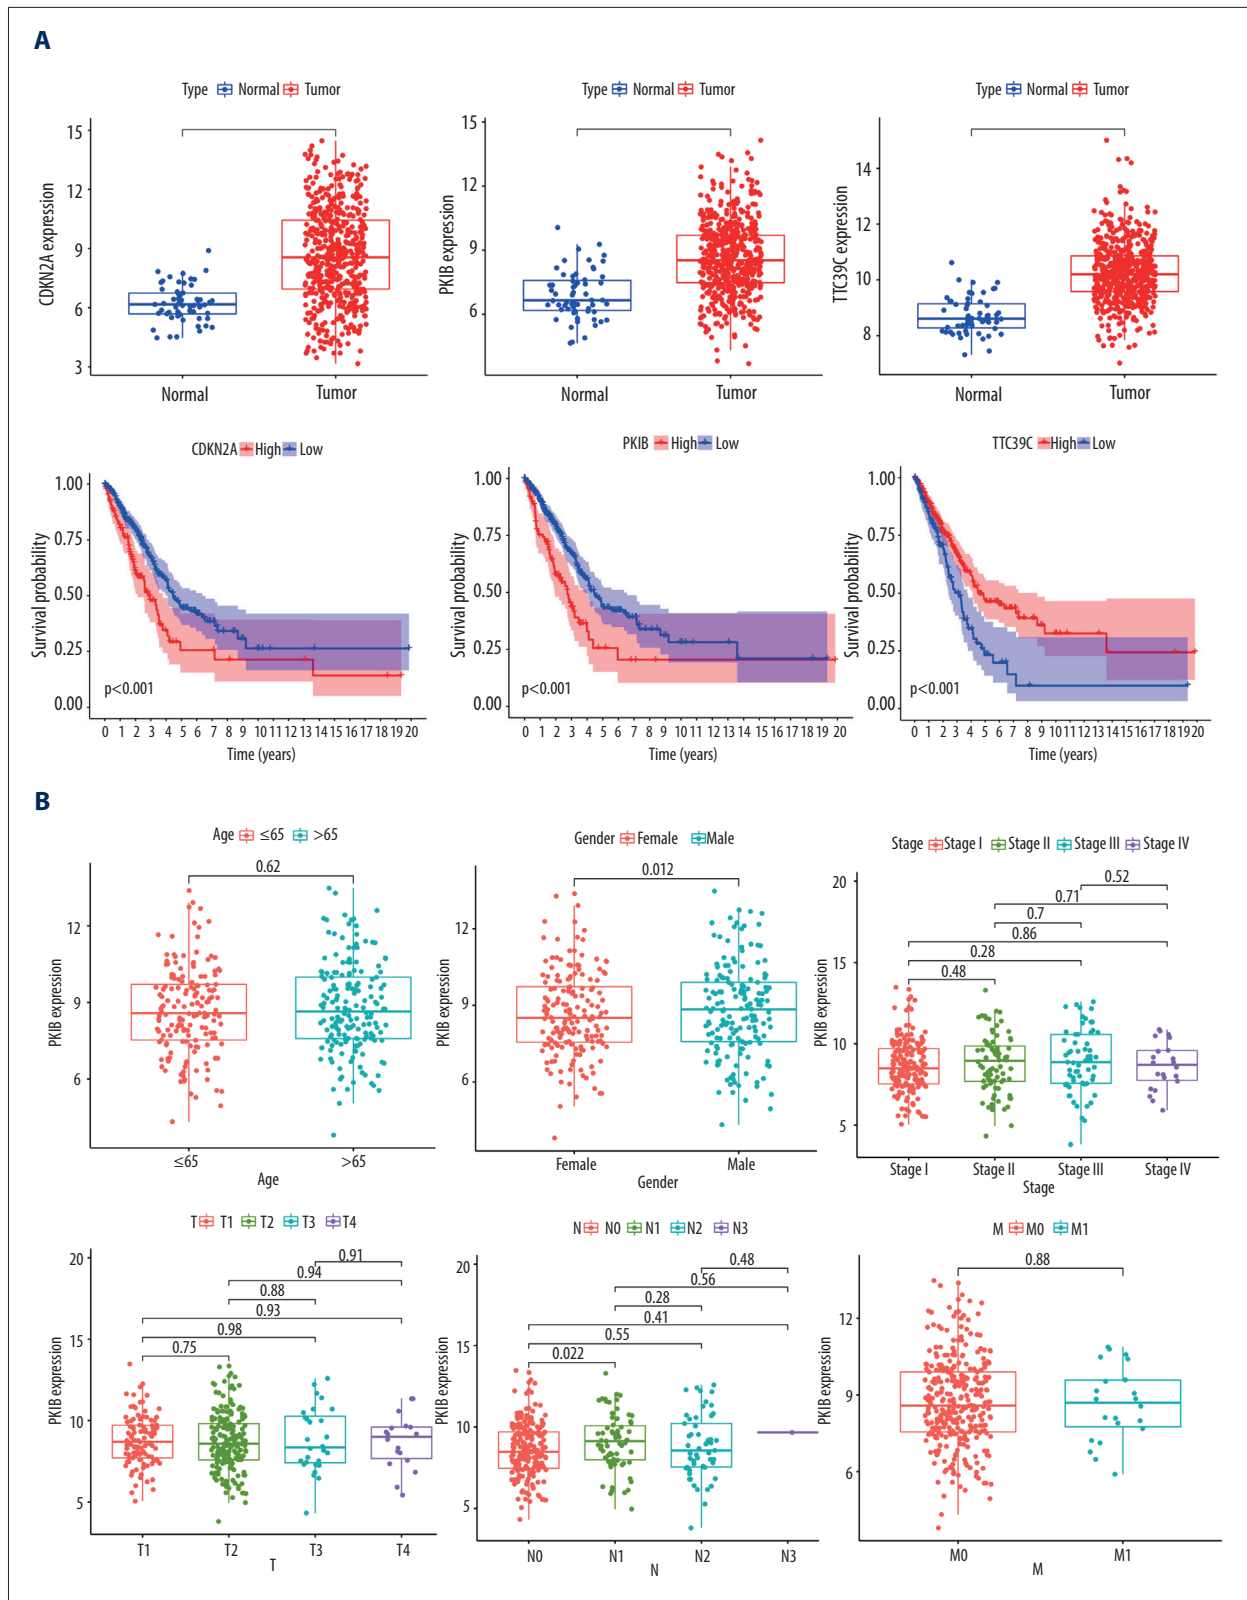 A
Type Normal Tumor
15
12
9
6
3
CDKN2A expression
Normal Tumor
Type Normal Tumor
15
12
9
6
PKIB expression
Normal Tumor
Type Normal Tumor
14
12
10
8
TTC39C expression
Normal Tumor
CDKN2A High Low
1.00
0.75
0.50
0.25
0.00
Survival probability
p<0.001
0 1 2 3 4 5 6 7 8 9 10 11 12 13 14 15 16 17 18 19 20
Time (years)
PKIB High Low
1.00
0.75
0.50
0.25
0.00
Survival probability
p<0.001
0 1 2 3 4 5 6 7 8 9 10 11 12 13 14 15 16 17 18 19 20
Time (years)
TTC39C High Low
1.00
0.75
0.50
0.25
0.00
Survival probability
p<0.001
0 1 2 3 4 5 6 7 8 9 10 11 12 13 14 15 16 17 18 19 20
Time (years)
B
Age ≤65 >65
0.62
12
9
6
PKIB expression
≤65 >65
Age
Gender Female Male
0.012
12
9
6
PKIB expression
Female Male
Gender
Stage Stage I Stage II Stage III Stage IV
20
15
10
5
0.52
0.71
0.7
0.86
0.28
0.48
PKIB expression
Stage I Stage II Stage III Stage IV
Stage
T T1 T2 T3 T4
20
15
10
5
0.91
0.94
0.88
0.93
0.98
0.75
PKIB expression
T1 T2 T3 T4
T
N N0 N1 N2 N3
20
15
10
5
0.48
0.56
0.28
0.41
0.55
0.022
PKIB expression
N0 N1 N2 N3
N
M M0 M1
0.88
12
9
6
PKIB expression
M0 M1
M